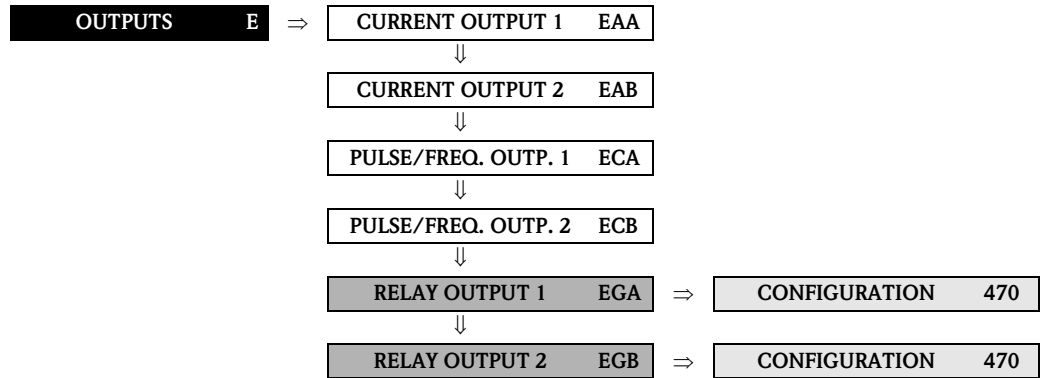 OUTPUTS E ⇒ CURRENT OUTPUT 1 EAA
⇓
CURRENT OUTPUT 2 EAB
⇓
PULSE/FREQ. OUTP. 1 ECA
⇓
PULSE/FREQ. OUTP. 2 ECB
⇓
RELAY OUTPUT 1 EGA ⇒ CONFIGURATION 470
⇓
RELAY OUTPUT 2 EGB ⇒ CONFIGURATION 470